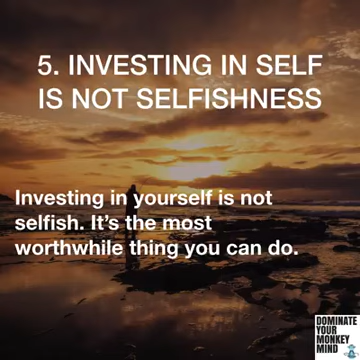 5. INVESTING IN SELF
IS NOT SELFISHNESS
Investing in yourself is not
selfish. It's the most
worthwhile thing you can do.
DOMINATE
YOUR
MONKEY
MIND